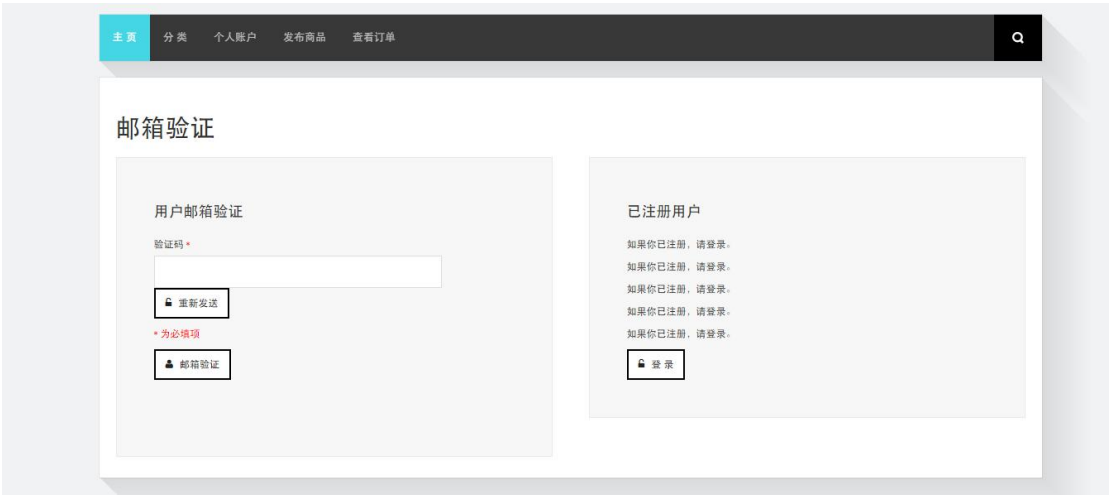 主 页 分 类 个人账户 发布商品 查看订单
邮箱验证
用户邮箱验证
验证码 *
重新发送
* 为必填项
邮箱验证
已注册用户
如果你已注册，请登录。
如果你已注册，请登录。
如果你已注册，请登录。
如果你已注册，请登录。
如果你已注册，请登录。
登 录